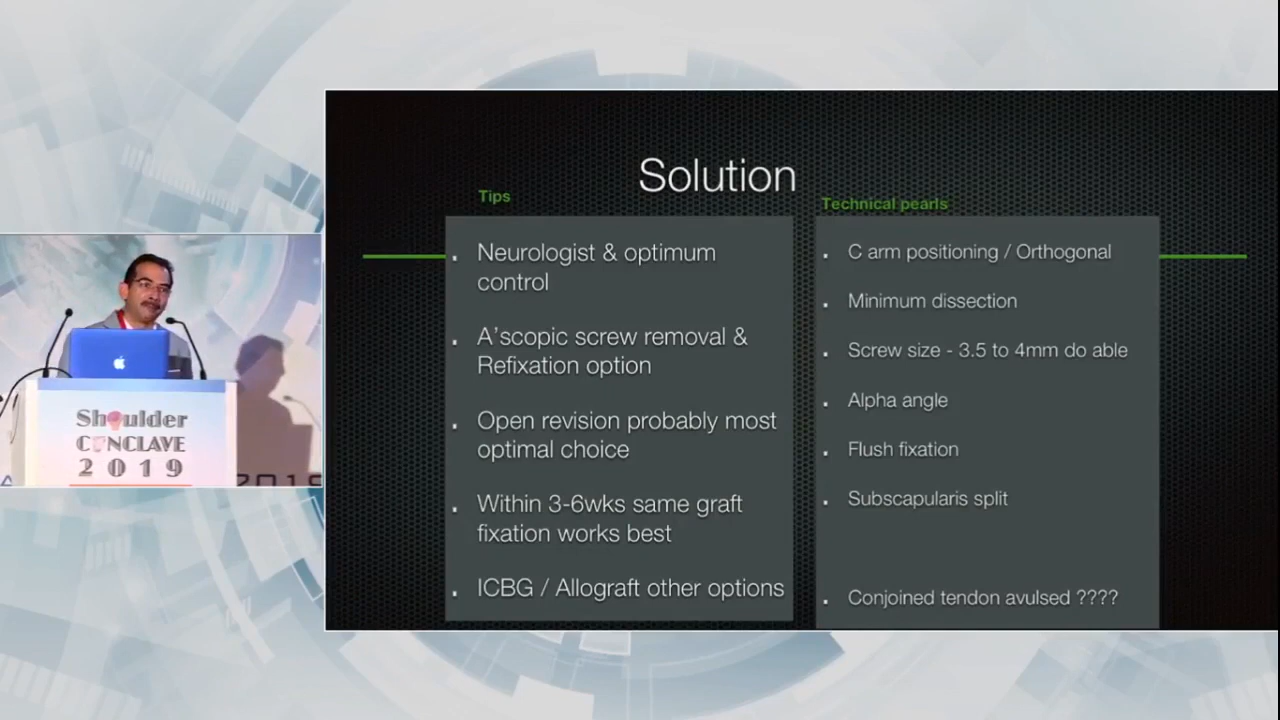 Solution
Tips
. Neurologist & optimum
control
. A'scopic screw removal &
Refixation option
. Open revision probably most
optimal choice
. Within 3-6wks same graft
fixation works best
. ICBG / Allograft other options
Technical pearls
. C arm positioning / Orthogonal
. Minimum dissection
. Screw size - 3.5 to 4mm do able
. Alpha angle
. Flush fixation
. Subscapularis split
. Conjoined tendon avulsed ????
Shoulder
CONCLAVE
2019
2019